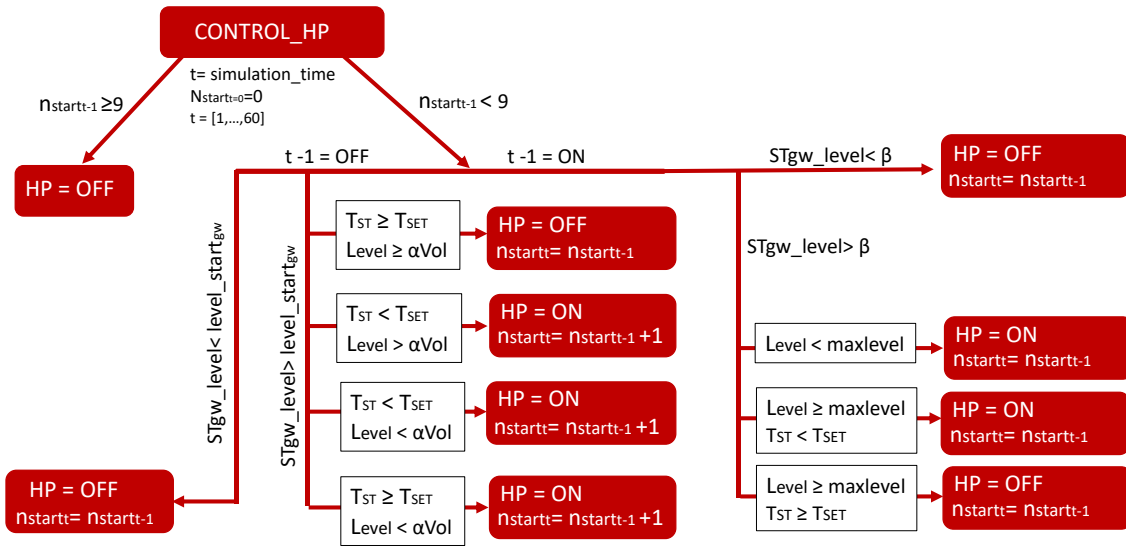 CONTROL_HP
t= simulation_time
Nstartt=0=0
t = [1,...,60]
nstartt-1 ≥9
nstartt-1 < 9
HP = OFF
t -1 = OFF
t -1 = ON
STgw_level< β
HP = OFF
nstartt= nstartt-1
STgw_level< level_startgw
STgw_level> level_startgw
STgw_level> β
TST ≥ TSET
Level ≥ αVol
HP = OFF
nstartt= nstartt-1
TST < TSET
Level > αVol
HP = ON
nstartt= nstartt-1 +1
TST < TSET
Level < αVol
HP = ON
nstartt= nstartt-1 +1
TST ≥ TSET
Level < αVol
HP = ON
nstartt= nstartt-1 +1
Level < maxlevel
HP = ON
nstartt= nstartt-1
Level ≥ maxlevel
TST < TSET
HP = ON
nstartt= nstartt-1
Level ≥ maxlevel
TST ≥ TSET
HP = OFF
nstartt= nstartt-1
HP = OFF
nstartt= nstartt-1